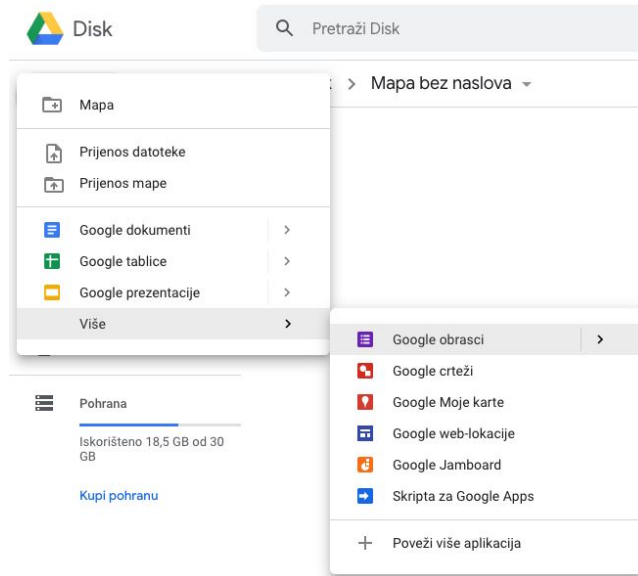 Disk
Pretraži Disk
Mapa bez naslova
Mapa
Prijenos datoteke
Prijenos mape
Google dokumenti
Google tablice
Google prezentacije
Više
Google obrasci
Google crteži
Google Moje karte
Google web-lokacije
Google Jamboard
Skripta za Google Apps
Poveži više aplikacija
Pohrana
Iskorišteno 18,5 GB od 30
GB
Kupi pohranu